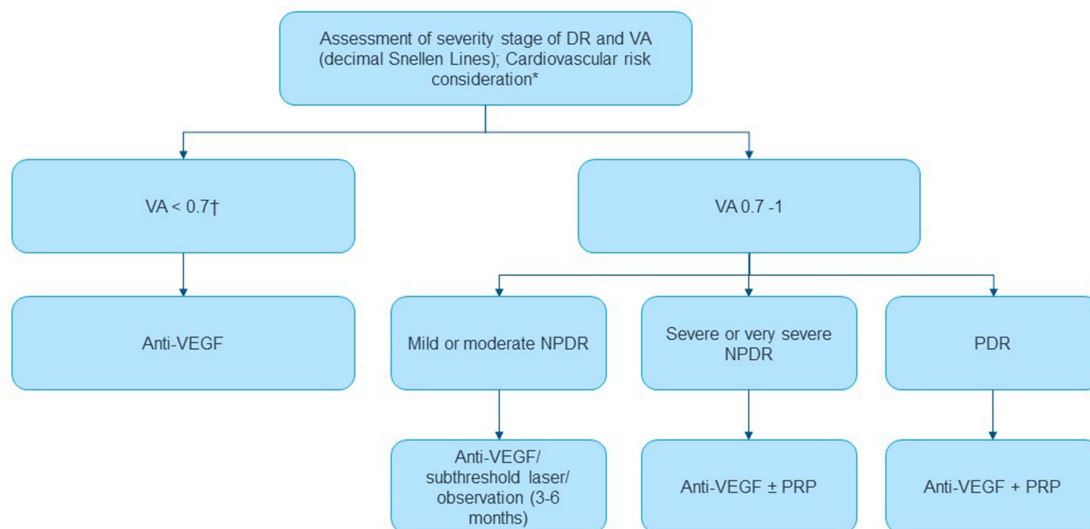 Assessment of severity stage of DR and VA
(decimal Snellen Lines); Cardiovascular risk
consideration*
VA < 0.7†
VA 0.7 -1
Anti-VEGF
Mild or moderate NPDR
Severe or very severe
NPDR
PDR
Anti-VEGF/
subthreshold laser/
observation (3-6
months)
Anti-VEGF ± PRP
Anti-VEGF + PRP